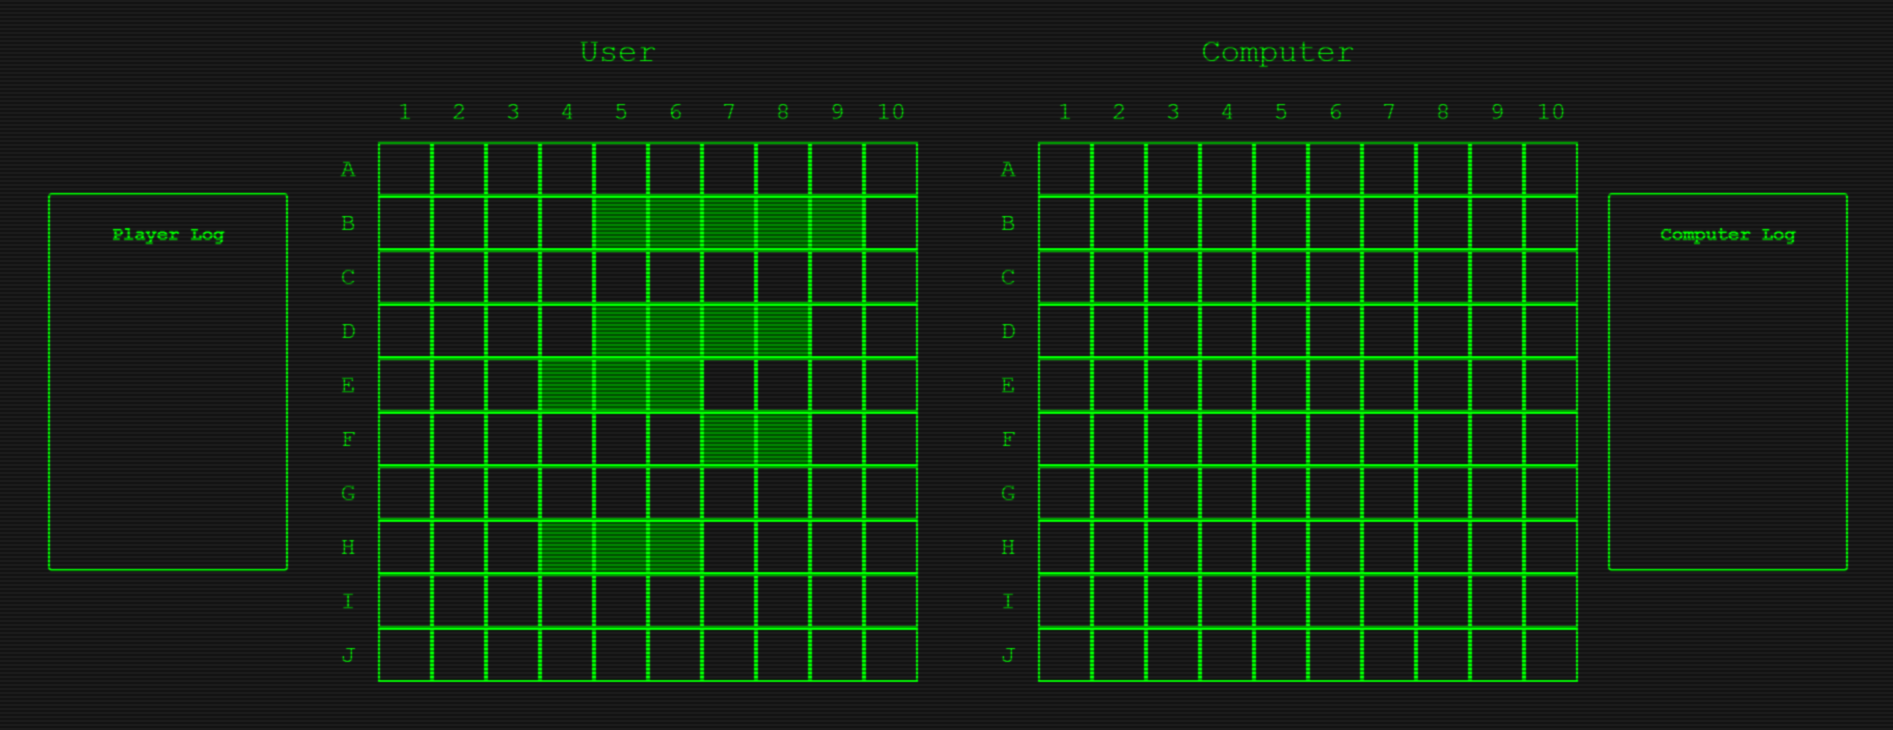 User Computer
1 2 3 4 5 6 7 8 9 10 1 2 3 4 5 6 7 8 9 10
A A
Player Log B B Computer Log
C C
D D
E E
F F
G G
H H
I I
J J